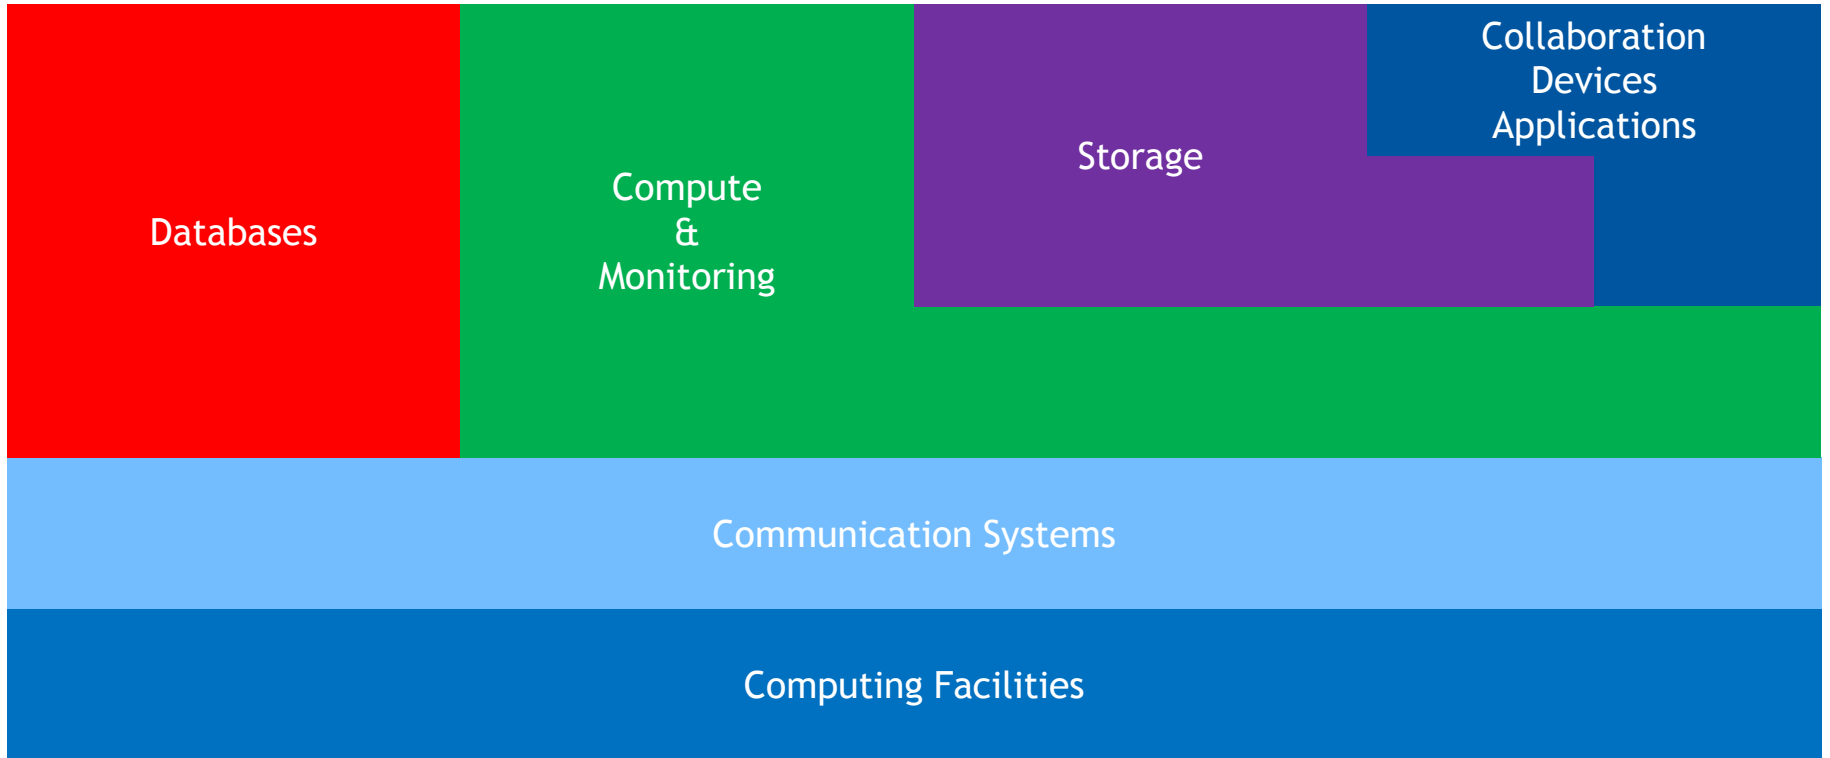 Databases
Compute
&
Monitoring
Storage
Collaboration
Devices
Applications
Communication Systems
Computing Facilities